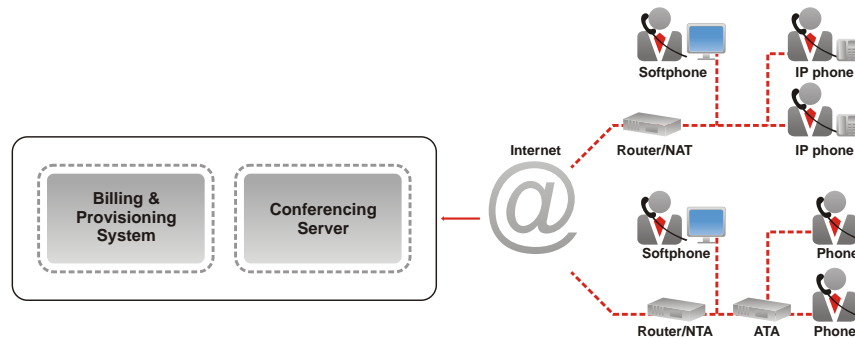 Softphone
IP phone
Internet
Router/NAT
IP phone
Billing &
Provisioning
System
Conferencing
Server
@
Softphone
Phone
Router/NTA
ATA
Phone